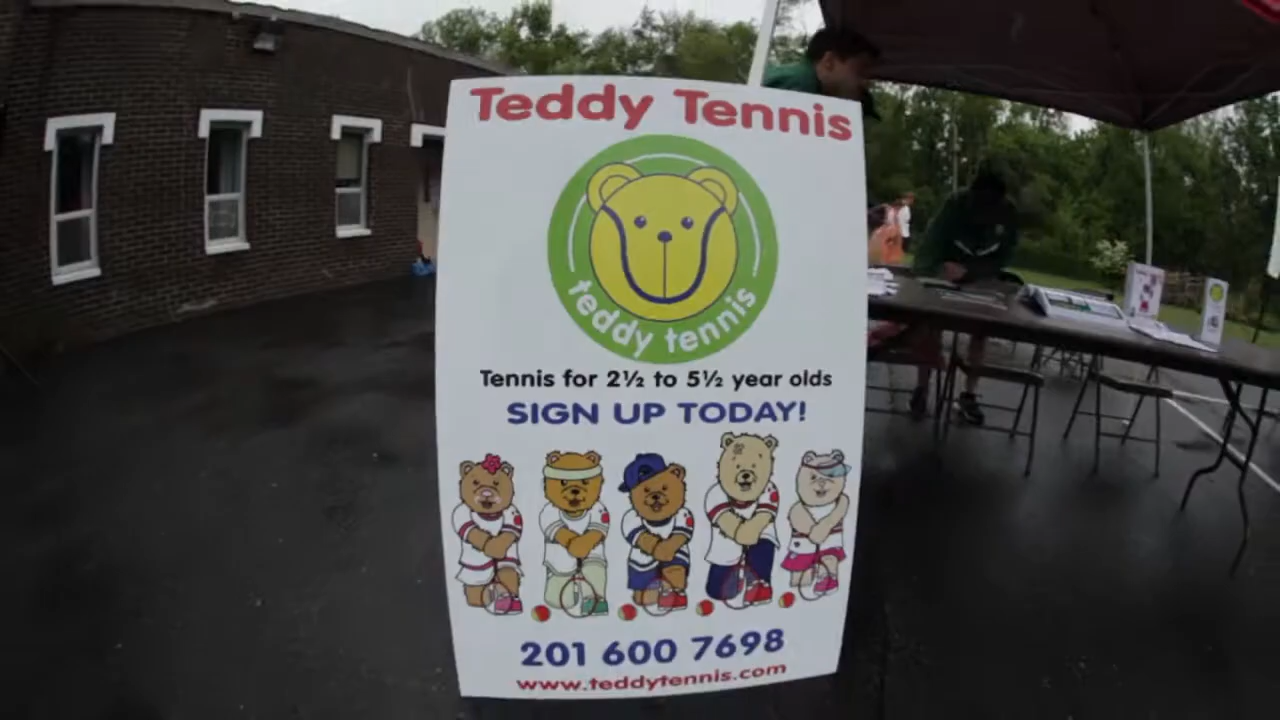 Teddy Tennis
teddy tennis
Tennis for 2½ to 5½ year olds
SIGN UP TODAY!
201 600 7698
www.teddytennis.com